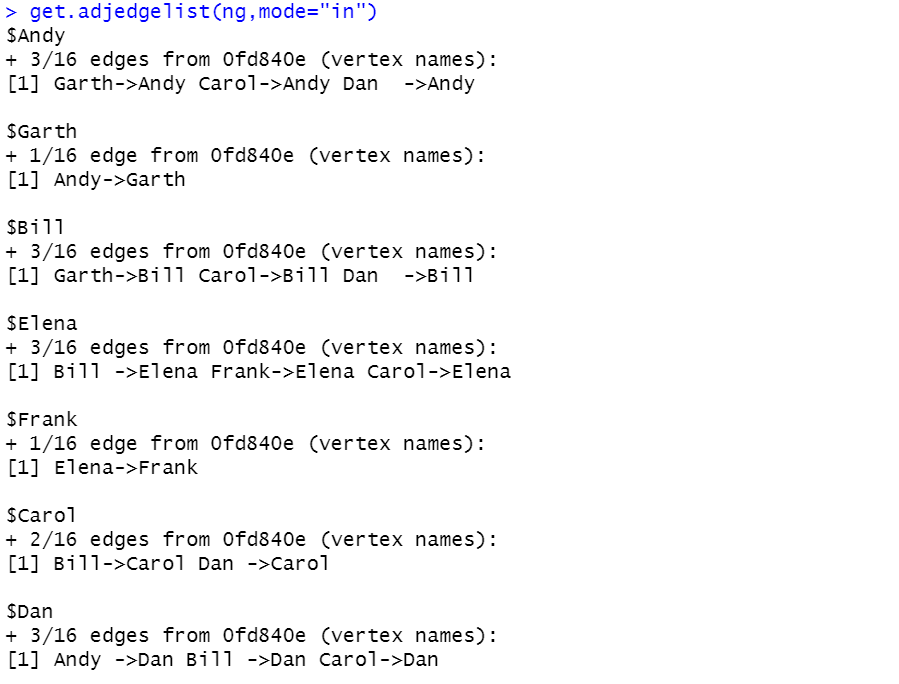 > get.adjedgelist(ng,mode="in")
$Andy
+ 3/16 edges from 0fd840e (vertex names):
[1] Garth->Andy Carol->Andy Dan  ->Andy
$Garth
+ 1/16 edge from 0fd840e (vertex names):
[1] Andy->Garth
$Bill
+ 3/16 edges from 0fd840e (vertex names):
[1] Garth->Bill Carol->Bill Dan  ->Bill
$Elena
+ 3/16 edges from 0fd840e (vertex names):
[1] Bill ->Elena Frank->Elena Carol->Elena
$Frank
+ 1/16 edge from 0fd840e (vertex names):
[1] Elena->Frank
$Carol
+ 2/16 edges from 0fd840e (vertex names):
[1] Bill->Carol Dan ->Carol
$Dan
+ 3/16 edges from 0fd840e (vertex names):
[1] Andy ->Dan Bill ->Dan Carol->Dan